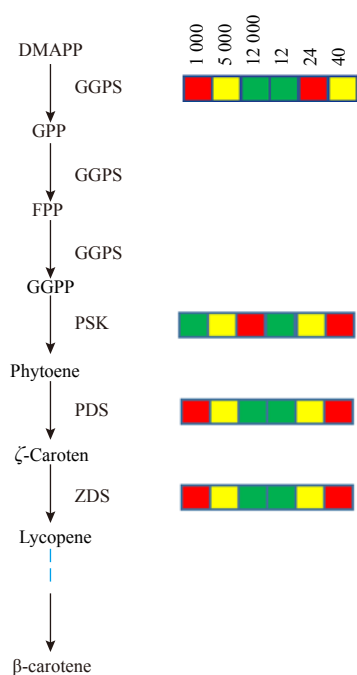 DMAPP
1 000
5 000
12 000
12
24
40
GGPS
GPP
GGPS
FPP
GGPS
GGPP
PSK
Phytoene
PDS
ζ-Caroten
ZDS
Lycopene
β-carotene